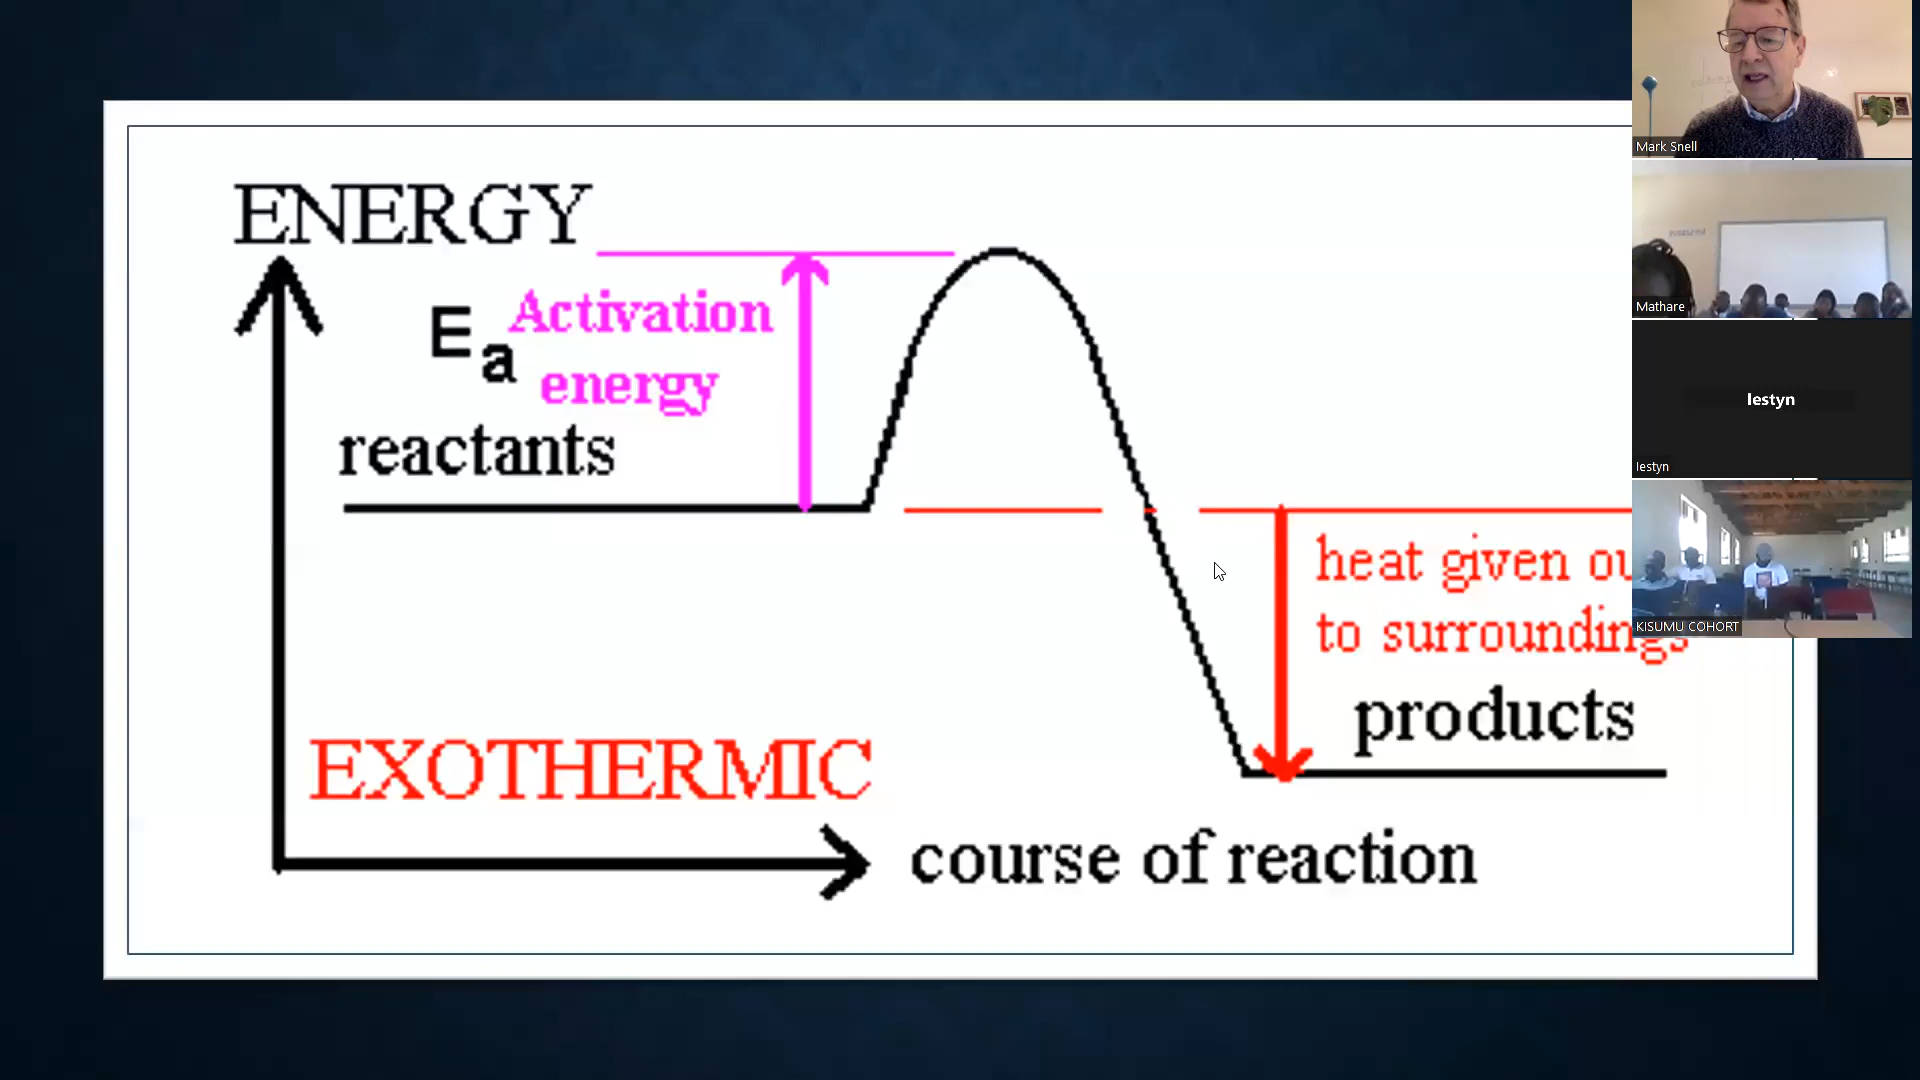 ENERGY
Ea Activation
energy
reactants
heat given ou
to surroundings
products
EXOTHERMIC
course of reaction
Mark Snell
Mathare
Iestyn
Iestyn
KISUMU COHORT